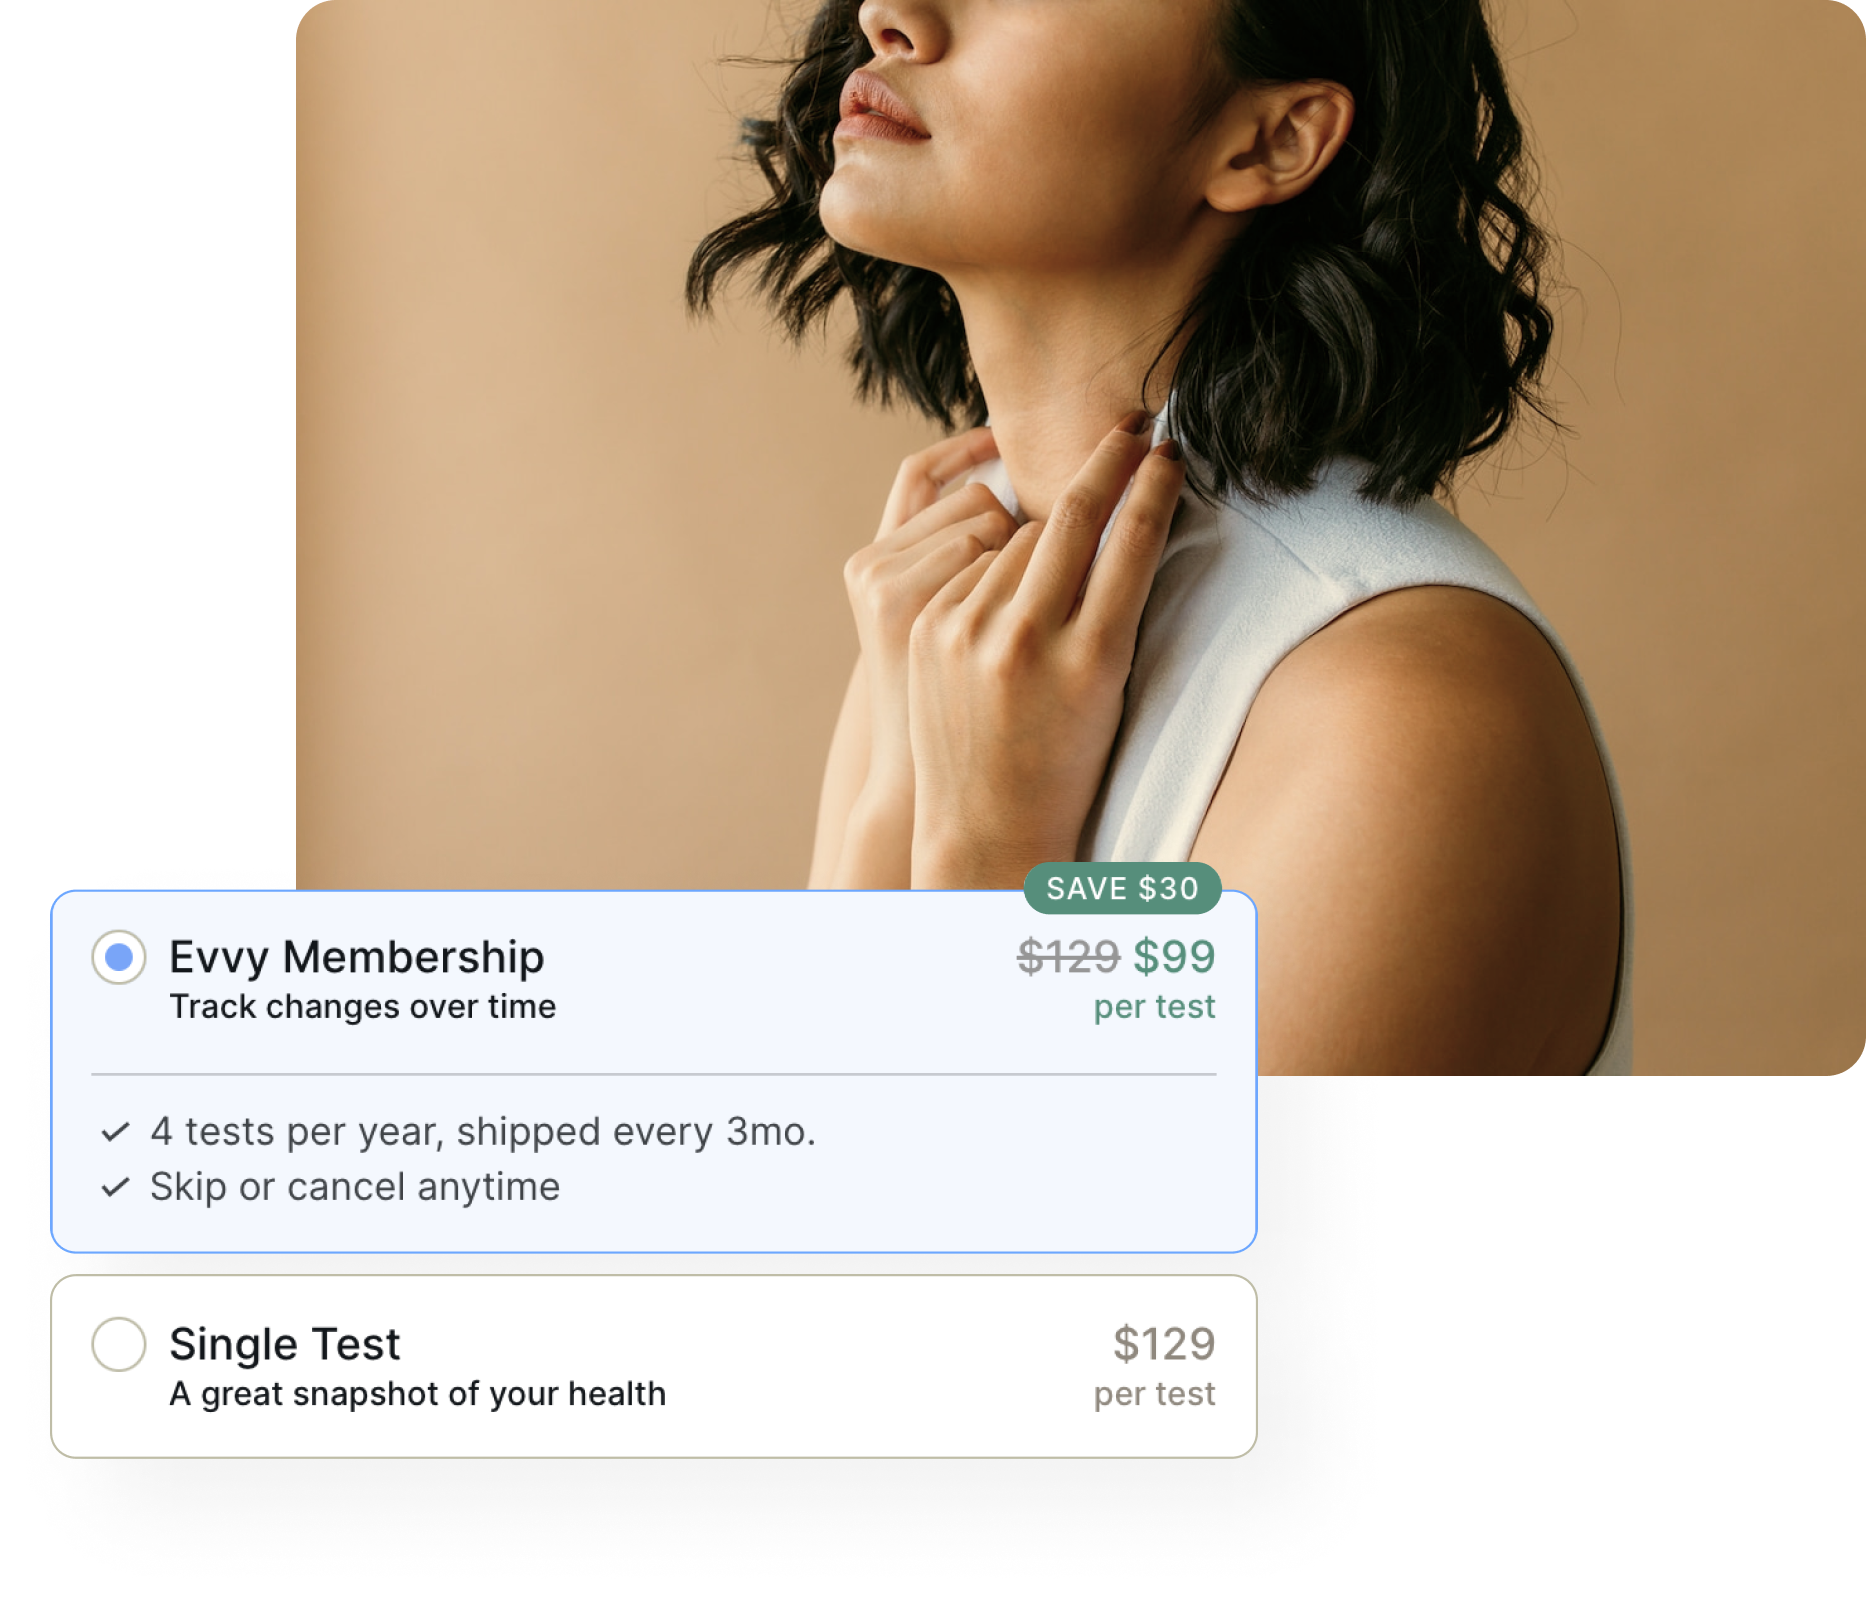 SAVE $30
Evvy Membership $129 $99
Track changes over time per test
4 tests per year, shipped every 3mo.
Skip or cancel anytime
Single Test $129
A great snapshot of your health per test